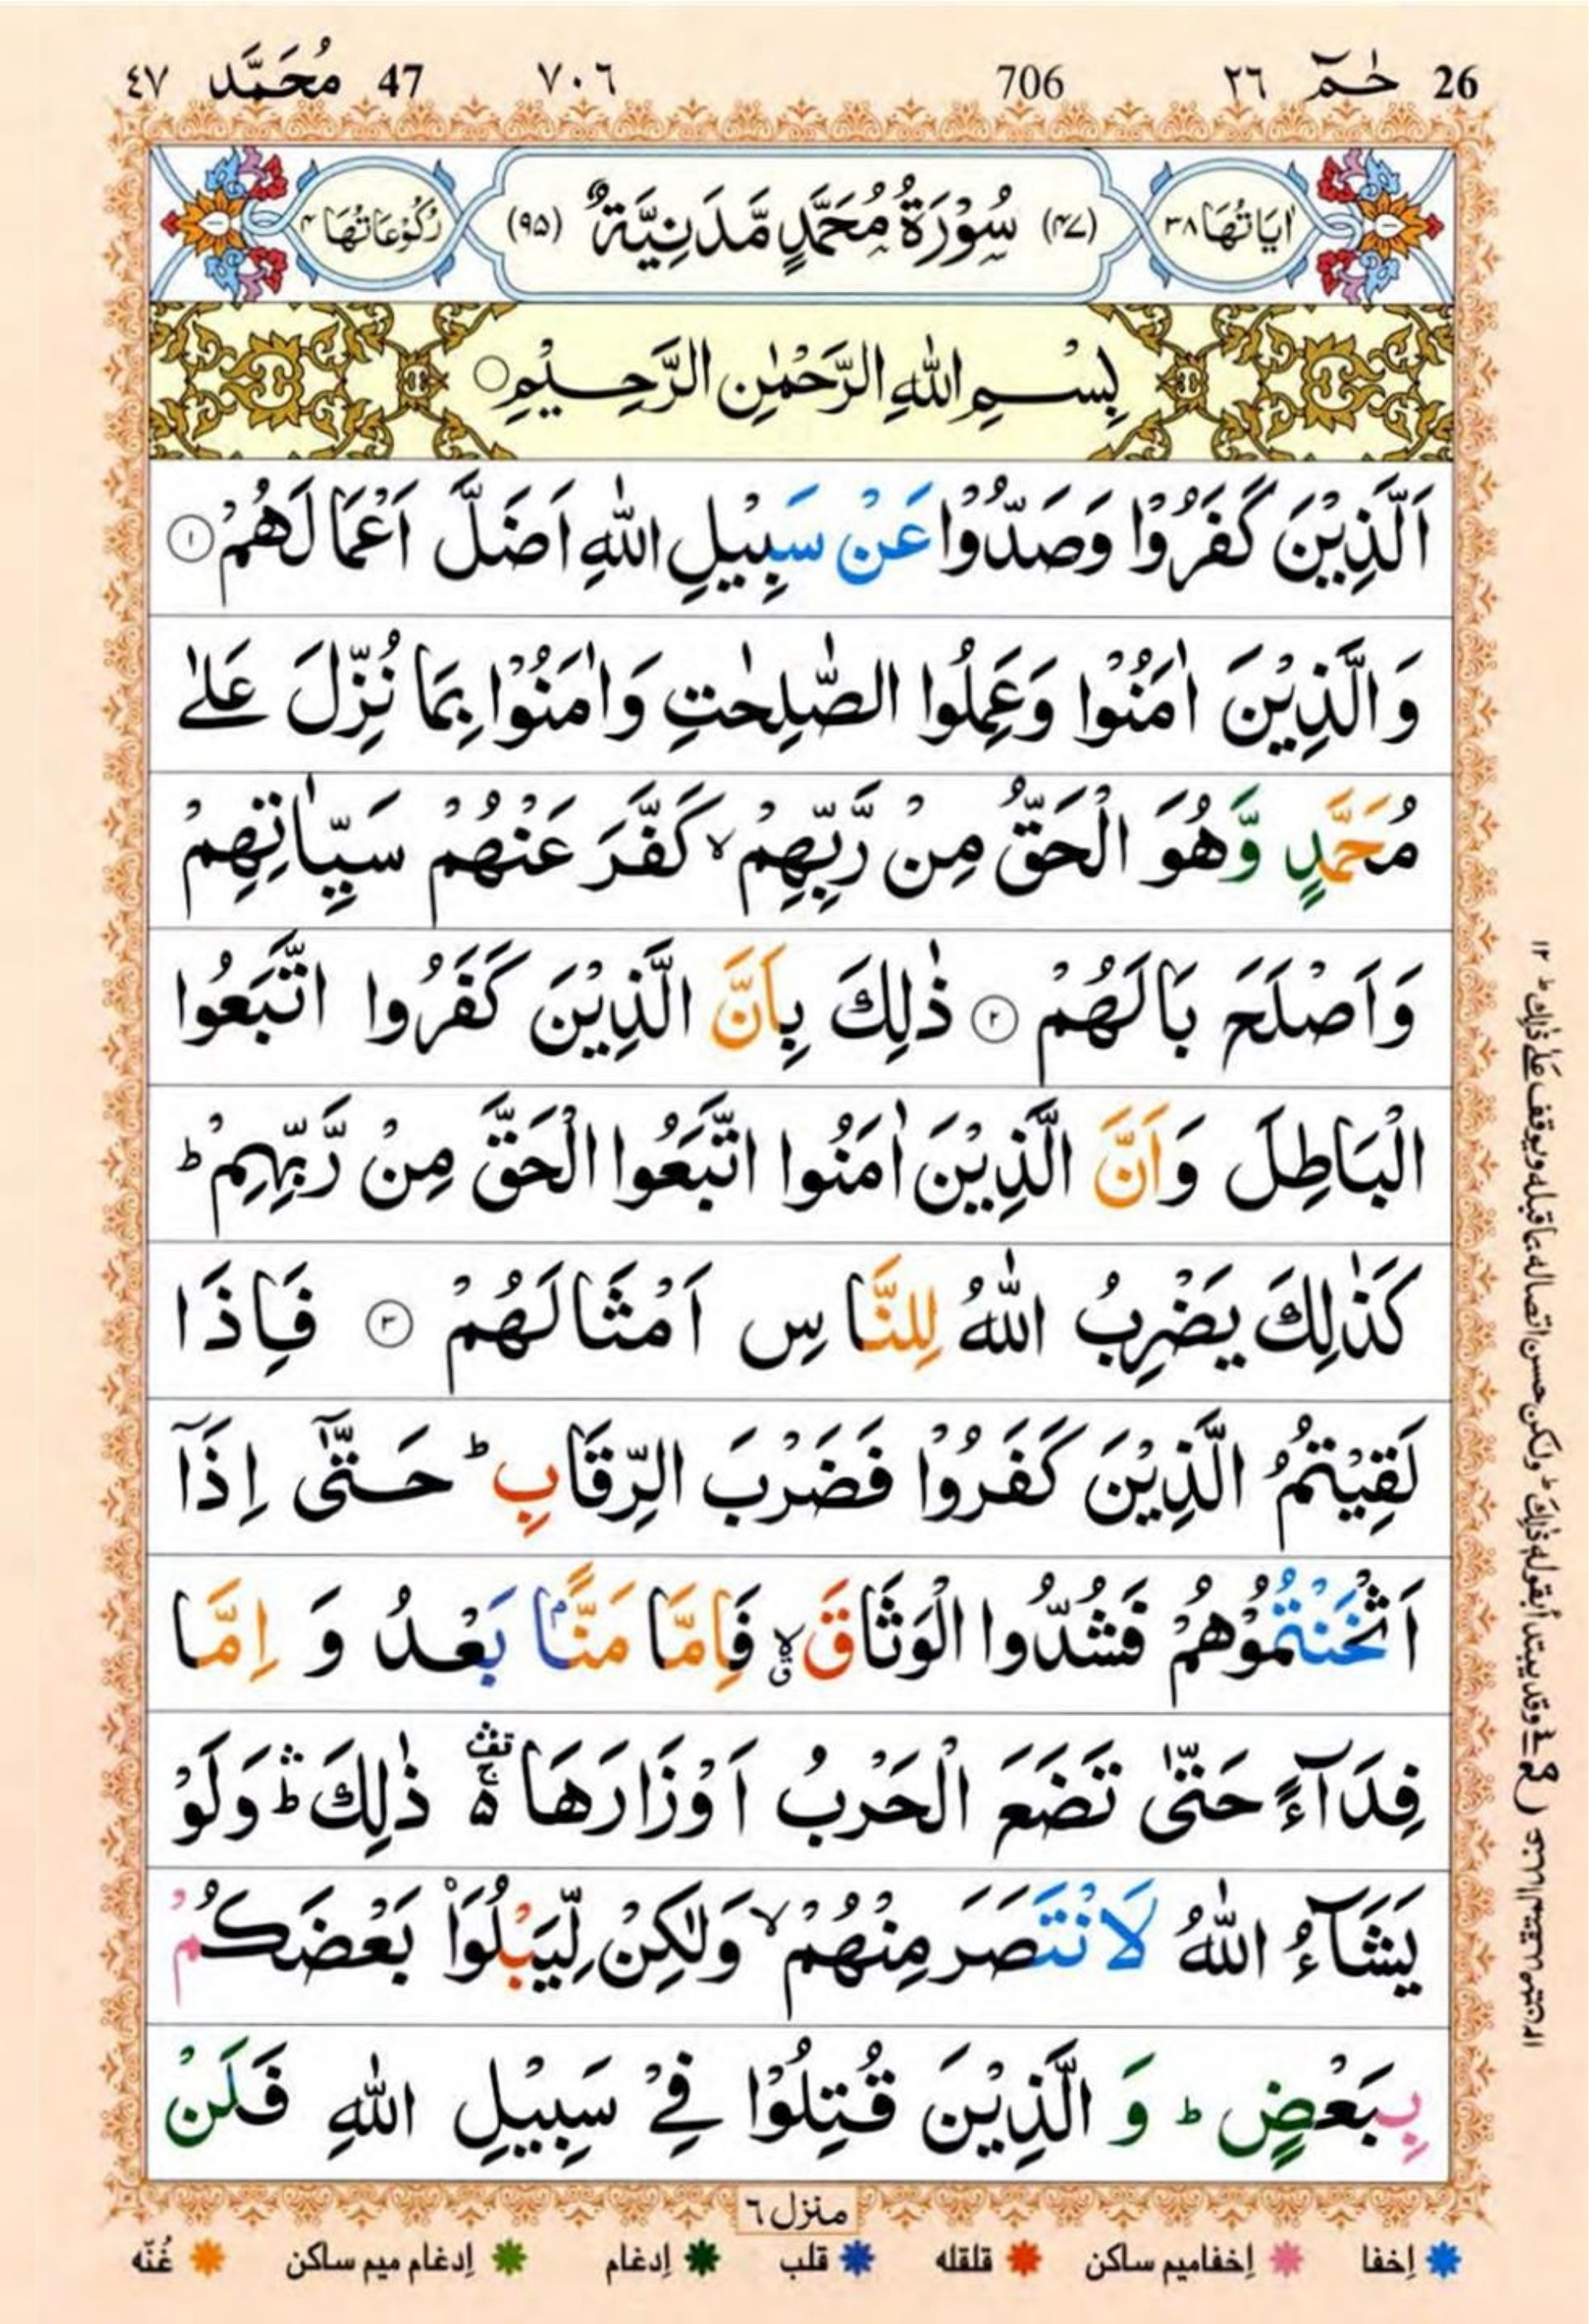 26 حٰمٓ ٢٦ 706 ٧٠٦ 47 مُحَمَّد ٤٧
اٰيَاتُهَا ٣٨ (٤٧) سُوْرَةُ مُحَمَّدٍ مَّدَنِيَّةٌ (٩٥) رُكُوْعَاتُهَا ٤
بِسْمِ اللّٰهِ الرَّحْمٰنِ الرَّحِيْمِ ○
اَلَّذِيْنَ كَفَرُوْا وَصَدُّوْا عَنْ سَبِيْلِ اللّٰهِ اَضَلَّ اَعْمَالَهُمْ ①
وَالَّذِيْنَ اٰمَنُوْا وَعَمِلُوا الصّٰلِحٰتِ وَاٰمَنُوْا بِمَا نُزِّلَ عَلٰى
مُحَمَّدٍ وَّهُوَ الْحَقُّ مِنْ رَّبِّهِمْ ۙ كَفَّرَ عَنْهُمْ سَيِّاٰتِهِمْ
وَاَصْلَحَ بَالَهُمْ ② ذٰلِكَ بِاَنَّ الَّذِيْنَ كَفَرُوا اتَّبَعُوا
الْبَاطِلَ وَاَنَّ الَّذِيْنَ اٰمَنُوا اتَّبَعُوا الْحَقَّ مِنْ رَّبِّهِمْ ؕ
كَذٰلِكَ يَضْرِبُ اللّٰهُ لِلنَّاسِ اَمْثَالَهُمْ ③ فَاِذَا
لَقِيْتُمُ الَّذِيْنَ كَفَرُوْا فَضَرْبَ الرِّقَابِ ؕ حَتّٰٓى اِذَآ
اَثْخَنْتُمُوْهُمْ فَشُدُّوا الْوَثَاقَ ۙ فَاِمَّا مَنًّاۢ بَعْدُ وَ اِمَّا
فِدَآءً حَتّٰى تَضَعَ الْحَرْبُ اَوْزَارَهَا ۚۛ ذٰلِكَ ؕۛ وَلَوْ
يَشَآءُ اللّٰهُ لَانْتَصَرَ مِنْهُمْ ۙ وَلٰكِنْ لِّيَبْلُوَا۟ بَعْضَكُمْ
بِبَعْضٍ ؕ وَ الَّذِيْنَ قُتِلُوْا فِيْ سَبِيْلِ اللّٰهِ فَلَنْ
منزل ٦
إخفا إخفاميم ساكن قلقله قلب إدغام إدغام ميم ساكن غُنّه